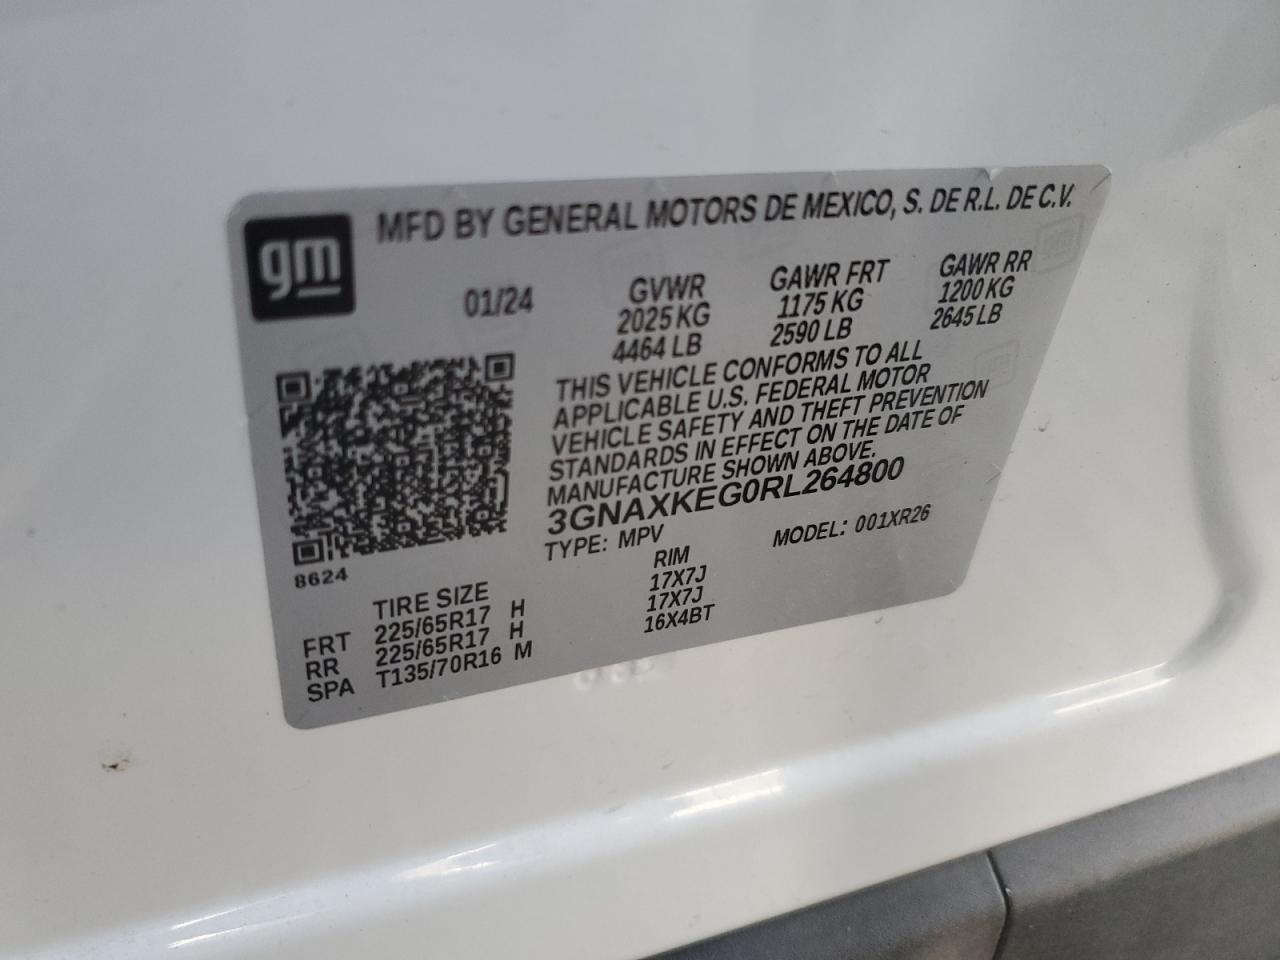 gm
MFD BY GENERAL MOTORS DE MEXICO, S. DE R.L. DE C.V.
01/24
GVWR
2025 KG
4464 LB
GAWR FRT
1175 KG
2590 LB
GAWR RR
1200 KG
2645 LB
THIS VEHICLE CONFORMS TO ALL
APPLICABLE U.S. FEDERAL MOTOR
VEHICLE SAFETY AND THEFT PREVENTION
STANDARDS IN EFFECT ON THE DATE OF
MANUFACTURE SHOWN ABOVE.
3GNAXKEG0RL264800
TYPE: MPV MODEL: 001XR26
8624
TIRE SIZE RIM
FRT 225/65R17 H 17X7J
RR 225/65R17 H 17X7J
SPA T135/70R16 M 16X4BT